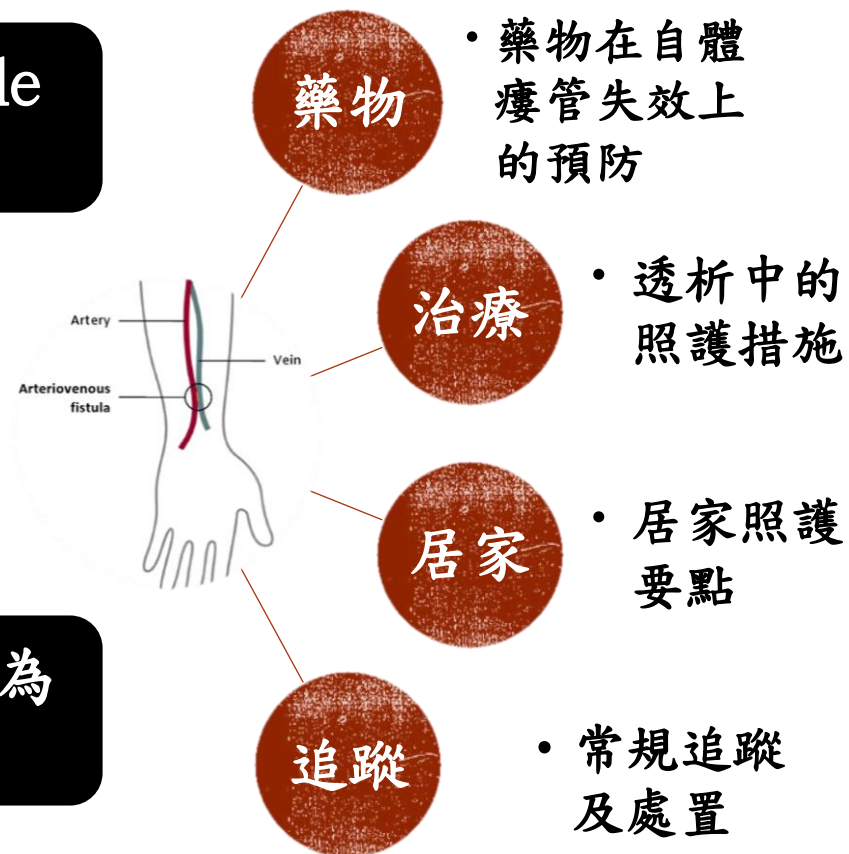 le
藥物
• 藥物在自體
瘻管失效上
的預防
治療
• 透析中的
照護措施
Artery
Vein
Arteriovenous
fistula
居家
• 居家照護
要點
為
追蹤
• 常規追蹤
及處置